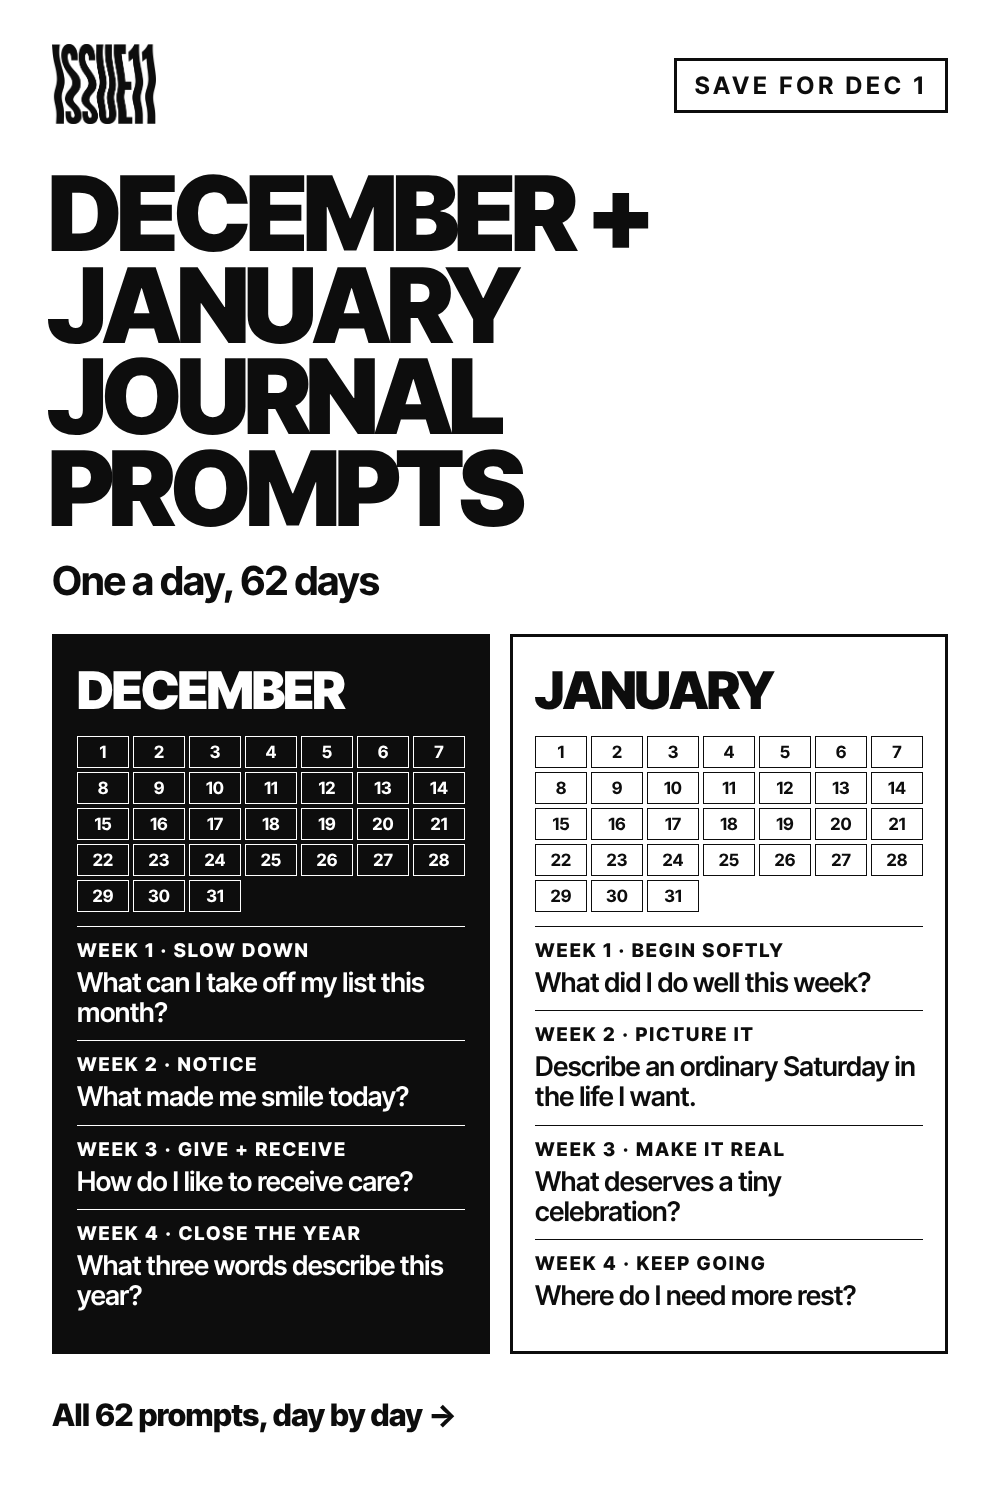 ISSUE11
SAVE FOR DEC 1
DECEMBER +
JANUARY
JOURNAL
PROMPTS
One a day, 62 days
DECEMBER
1 2 3 4 5 6 7
8 9 10 11 12 13 14
15 16 17 18 19 20 21
22 23 24 25 26 27 28
29 30 31
WEEK 1 · SLOW DOWN
What can I take off my list this
month?
WEEK 2 · NOTICE
What made me smile today?
WEEK 3 · GIVE + RECEIVE
How do I like to receive care?
WEEK 4 · CLOSE THE YEAR
What three words describe this
year?
JANUARY
1 2 3 4 5 6 7
8 9 10 11 12 13 14
15 16 17 18 19 20 21
22 23 24 25 26 27 28
29 30 31
WEEK 1 · BEGIN SOFTLY
What did I do well this week?
WEEK 2 · PICTURE IT
Describe an ordinary Saturday in
the life I want.
WEEK 3 · MAKE IT REAL
What deserves a tiny
celebration?
WEEK 4 · KEEP GOING
Where do I need more rest?
All 62 prompts, day by day →